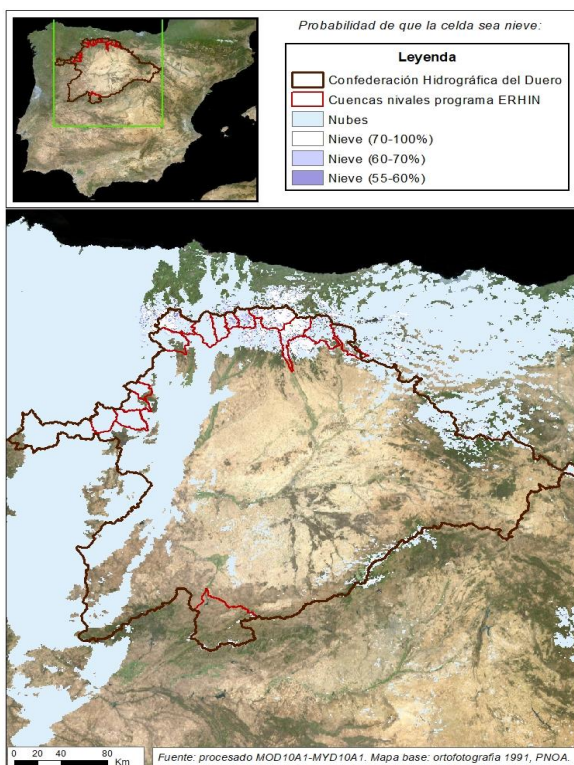 Probabilidad de que la celda sea nieve:
Leyenda
Confederación Hidrográfica del Duero
Cuencas nivales programa ERHIN
Nubes
Nieve (70-100%)
Nieve (60-70%)
Nieve (55-60%)
0 20 40 80
Km
Fuente: procesado MOD10A1-MYD10A1. Mapa base: ortofotografía 1991, PNOA.